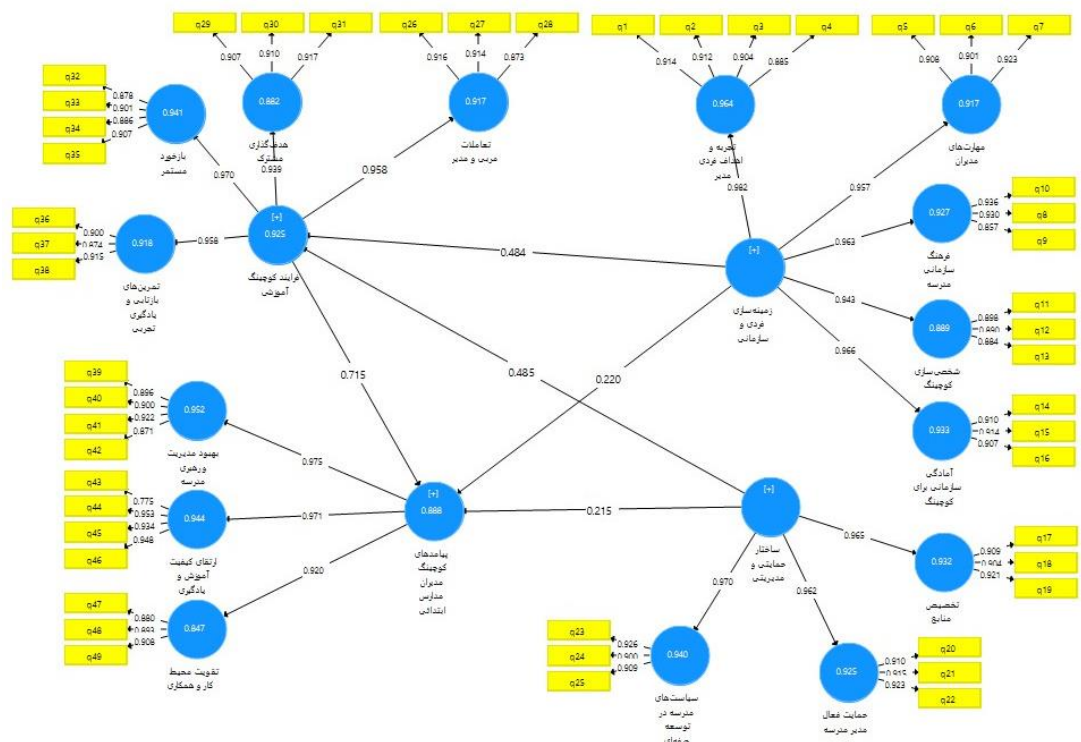 q29
q30
q31
q26
q27
q28
q1
q2
q3
q4
q5
q6
q7
0.907
0.910
0.917
0.916
0.914
0.873
0.914
0.912
0.904
0.885
0.908
0.901
0.923
q32
q33
q34
q35
0.878
0.901
0.886
0.907
0.941
بازخورد
مستمر
0.882
هدف‌گذاری
مشترک
0.917
تعاملات
مربی و مدیر
0.964
تجربه و
اهداف فردی
مدیر
0.917
مهارت‌های
مدیران
0.970
0.939
0.958
0.982
0.957
q36
q37
q38
0.900
0.915
0.918
تمرین‌های
بازتابی و
یادگیری
تجربی
0.958
[+]
0.925
فرایند کوچینگ
آموزشی
0.484
[+]
زمینه‌سازی
فردی و
سازمانی
0.963
0.927
فرهنگ
سازمانی
مدرسه
0.936
0.930
0.857
q10
q8
q9
0.943
0.889
شخصی‌سازی
کوچینگ
0.898
0.890
0.884
q11
q12
q13
0.966
0.933
آمادگی
سازمانی برای
کوچینگ
0.910
0.914
0.907
q14
q15
q16
0.715
0.220
0.485
q39
q40
q41
q42
0.896
0.900
0.922
0.871
0.952
بهبود مدیریت
ورهبری
مدرسه
0.975
q43
q44
q45
q46
0.775
0.953
0.934
0.948
0.944
ارتقای کیفیت
آموزش و
یادگیری
0.971
[+]
0.888
پیامدهای
کوچینگ
مدیران
مدارس
ابتدائی
0.215
[+]
ساختار
حمایتی و
مدیریتی
0.965
0.932
تخصیص
منابع
0.909
0.904
0.921
q17
q18
q19
q47
q48
q49
0.880
0.893
0.908
0.847
تقویت محیط
کار و همکاری
0.920
0.970
0.962
q23
q24
q25
0.926
0.900
0.909
0.940
سیاست‌های
مدرسه در
توسعه
0.925
حمایت فعال
مدیر مدرسه
0.910
0.915
0.923
q20
q21
q22